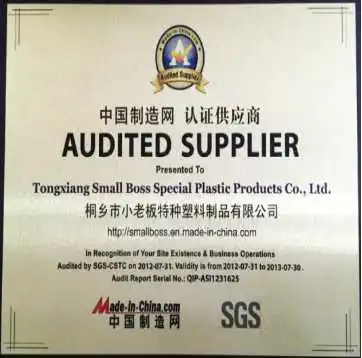 Made-in-China.com
Audited Supplier
中国制造网 认证供应商
AUDITED SUPPLIER
Presented To
Tongxiang Small Boss Special Plastic Products Co., Ltd.
桐乡市小老板特种塑料制品有限公司
http://smallboss.en.made-in-china.com
In Recognition of Your Site Existence & Business Operations
Audited by SGS-CSTC on 2012-07-31. Validity is from 2012-07-31 to 2013-07-30.
Audit Report Serial No.: QIP-ASI1231625
Made-in-China.com
中国制造网
SGS